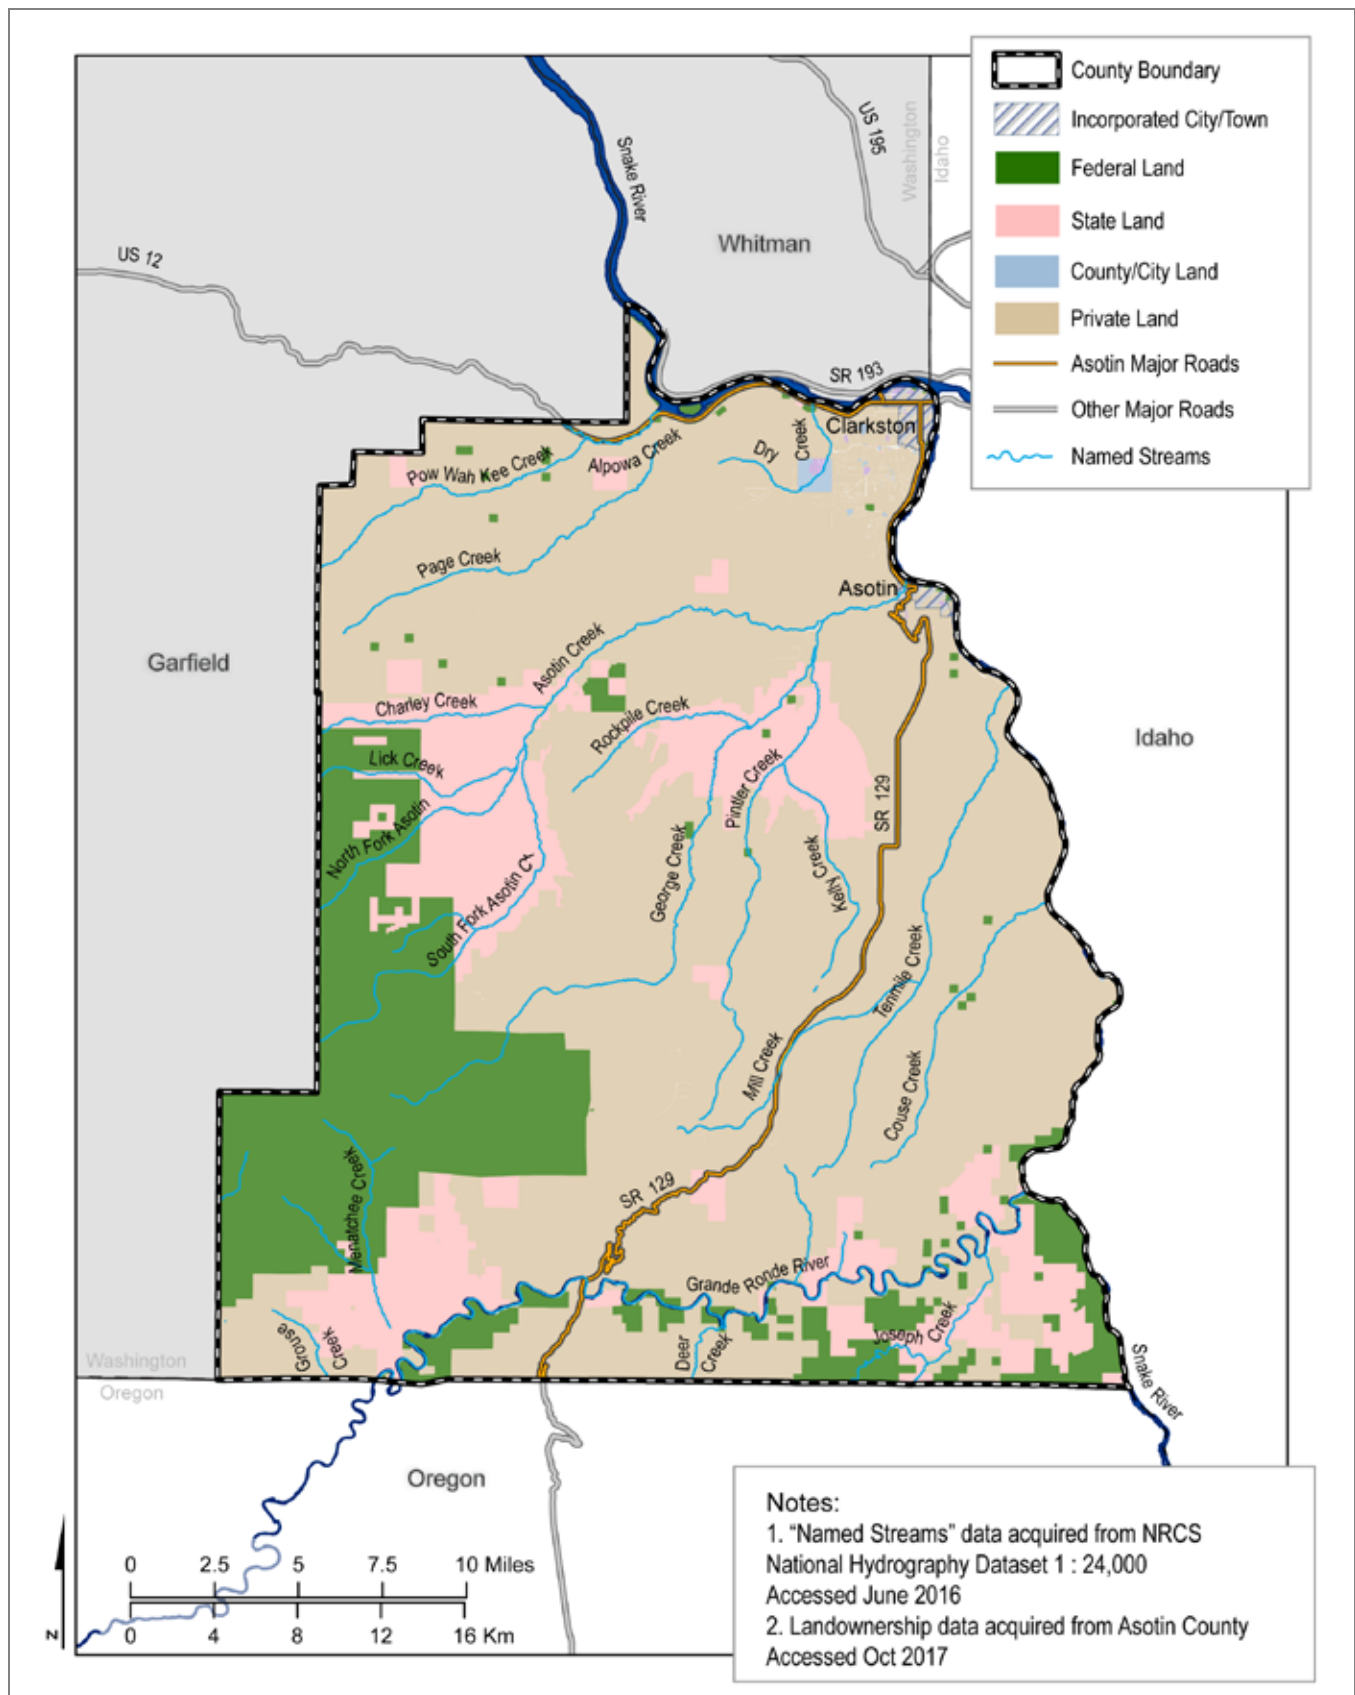 County Boundary
Incorporated City/Town
Federal Land
State Land
County/City Land
Private Land
Asotin Major Roads
Other Major Roads
Named Streams
US 195
Washington
Idaho
Snake River
Whitman
US 12
SR 193
Clarkston
Dry
Creek
Alpowa Creek
Pow Wah Kee Creek
Page Creek
Asotin
Garfield
Asotin Creek
Charley Creek
Rockpile Creek
Lick Creek
Idaho
North Fork Asotin
Pintler Creek
SR 129
George Creek
Kelly Creek
South Fork Asotin Cr
Tenmile Creek
Mill Creek
Couse Creek
Menatchee Creek
SR 129
Grande Ronde River
Grouse
Creek
Deer
Creek
Joseph Creek
Snake River
Washington
Oregon
Oregon
Notes:
1. “Named Streams” data acquired from NRCS
National Hydrography Dataset 1 : 24,000
Accessed June 2016
2. Landownership data acquired from Asotin County
Accessed Oct 2017
0 2.5 5 7.5 10 Miles
0 4 8 12 16 Km
N